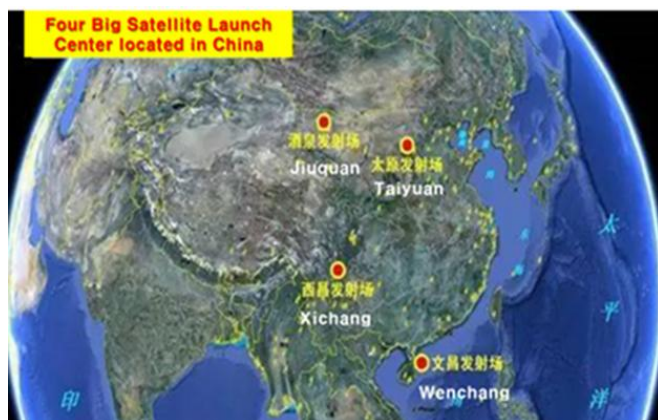 Four Big Satellite Launch
Center located in China
酒泉发射场
Jiuquan
太原发射场
Taiyuan
太
西昌发射场
Xichang
平
文昌发射场
Wenchang
印
洋